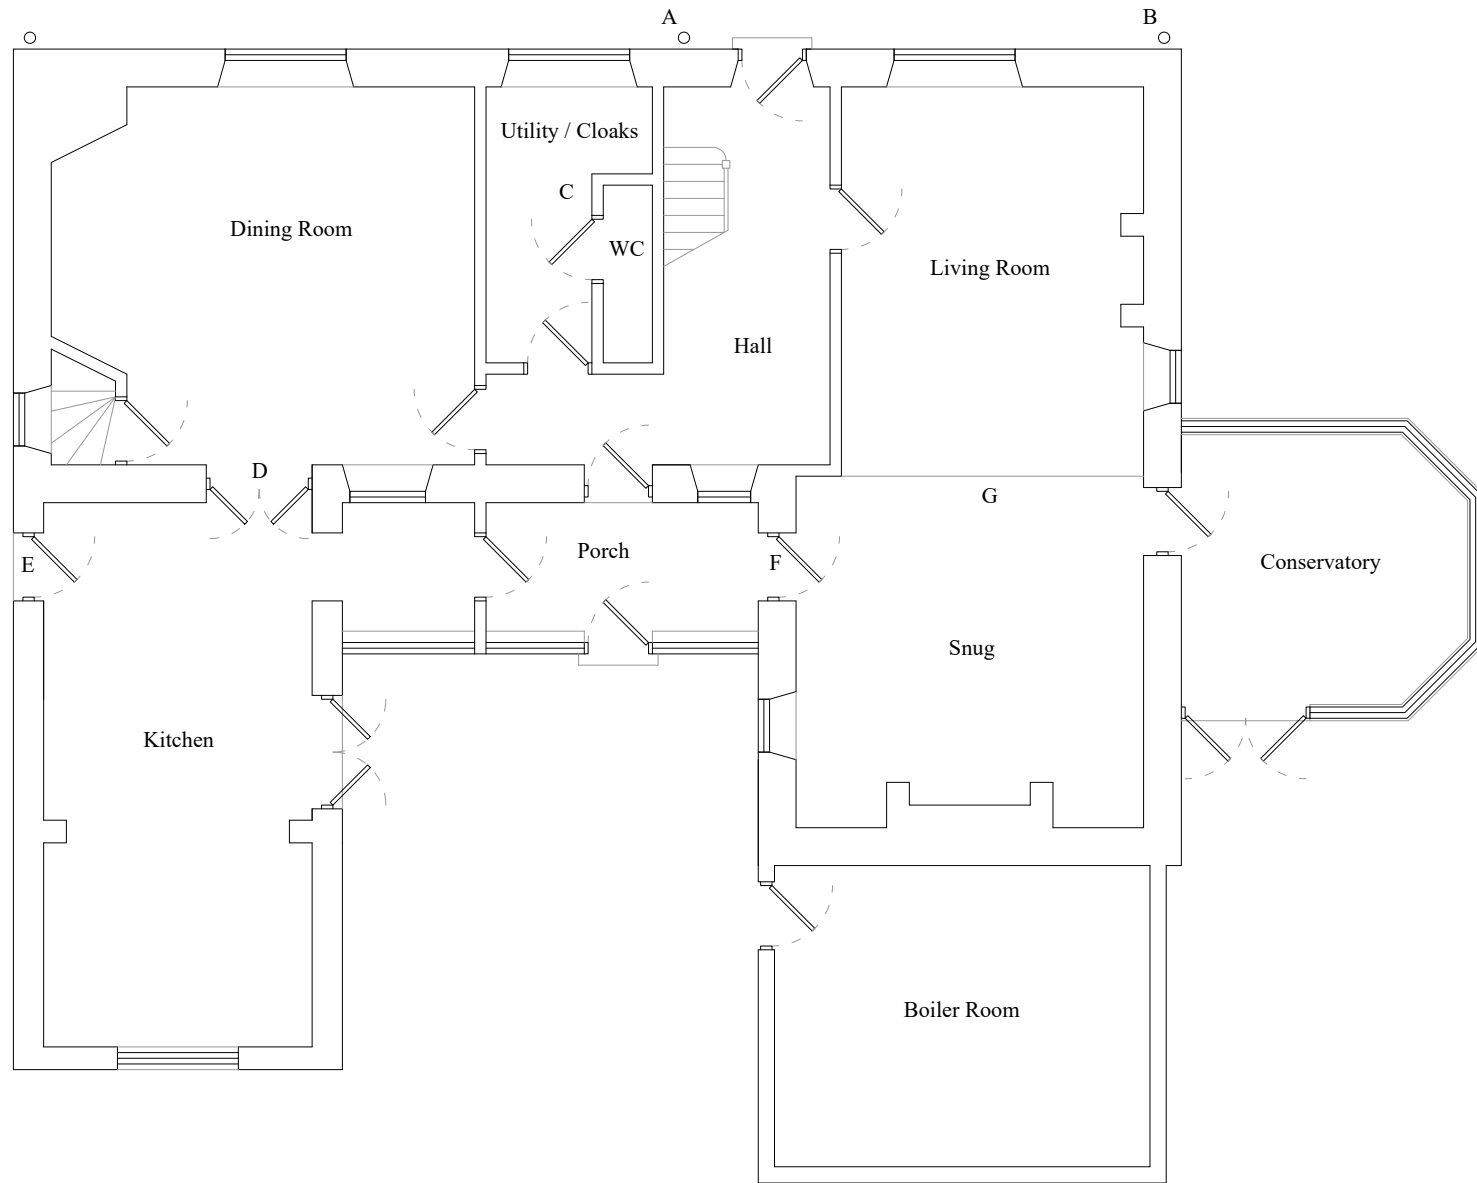 A
B
Utility / Cloaks
C
Dining Room
WC
Living Room
Hall
D
G
E
Porch
F
Conservatory
Snug
Kitchen
Boiler Room